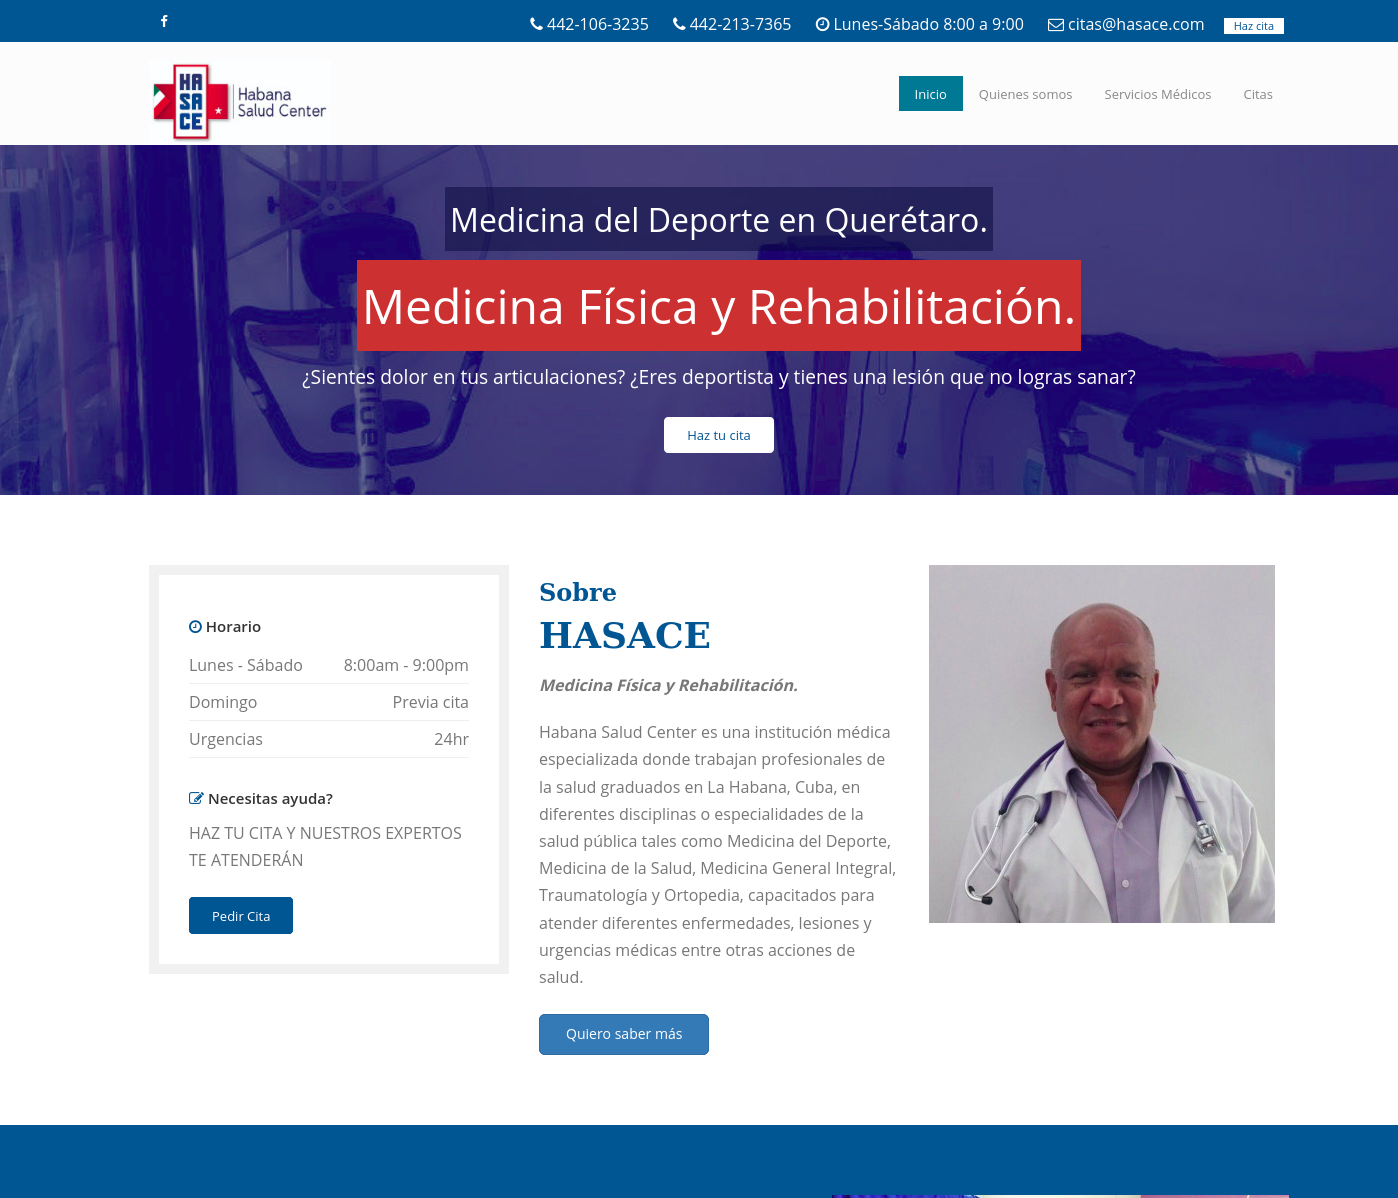 442-106-3235 442-213-7365 Lunes-Sábado 8:00 a 9:00 citas@hasace.com Haz cita
HA
SA
CE
Habana
Salud Center
Inicio Quienes somos Servicios Médicos Citas
Medicina del Deporte en Querétaro.
Medicina Física y Rehabilitación.
¿Sientes dolor en tus articulaciones? ¿Eres deportista y tienes una lesión que no logras sanar?
Haz tu cita
Horario
Lunes - Sábado 8:00am - 9:00pm
Domingo Previa cita
Urgencias 24hr
Necesitas ayuda?
HAZ TU CITA Y NUESTROS EXPERTOS
TE ATENDERÁN
Pedir Cita
Sobre
HASACE
Medicina Física y Rehabilitación.
Habana Salud Center es una institución médica
especializada donde trabajan profesionales de
la salud graduados en La Habana, Cuba, en
diferentes disciplinas o especialidades de la
salud pública tales como Medicina del Deporte,
Medicina de la Salud, Medicina General Integral,
Traumatología y Ortopedia, capacitados para
atender diferentes enfermedades, lesiones y
urgencias médicas entre otras acciones de
salud.
Quiero saber más